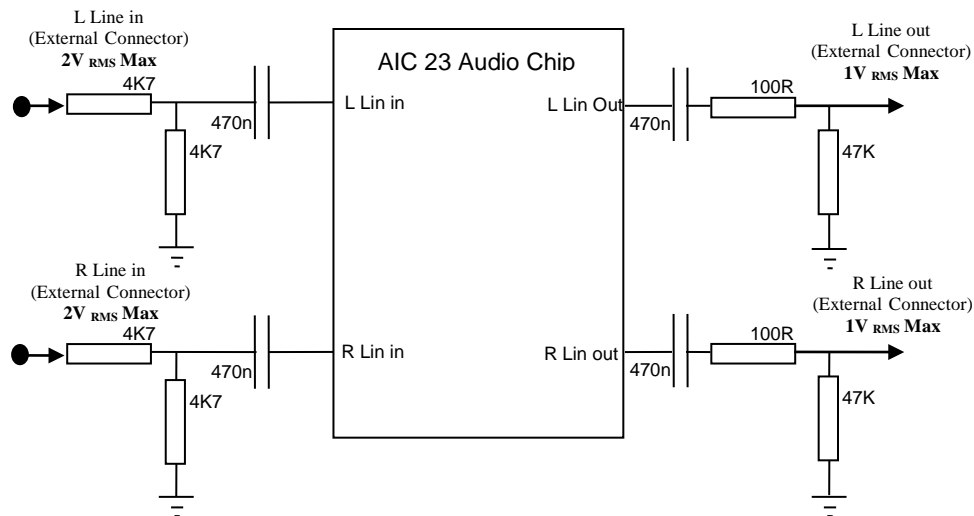 L Line in
(External Connector)
2V RMS Max
4K7
470n
4K7
AIC 23 Audio Chip
L Lin in
L Lin Out
L Line out
(External Connector)
1V RMS Max
100R
470n
47K
R Line in
(External Connector)
2V RMS Max
4K7
470n
4K7
R Lin in
R Lin out
R Line out
(External Connector)
1V RMS Max
100R
470n
47K